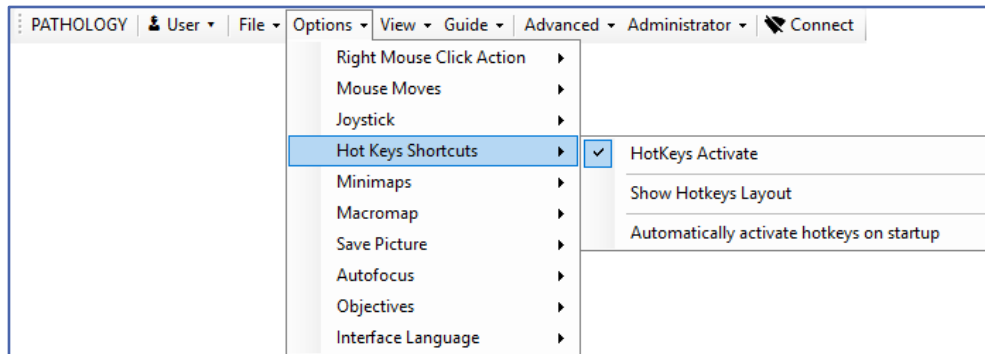 PATHOLOGY User File Options View Guide Advanced Administrator Connect
Right Mouse Click Action
Mouse Moves
Joystick
Hot Keys Shortcuts
HotKeys Activate
Minimaps
Show Hotkeys Layout
Macromap
Automatically activate hotkeys on startup
Save Picture
Autofocus
Objectives
Interface Language